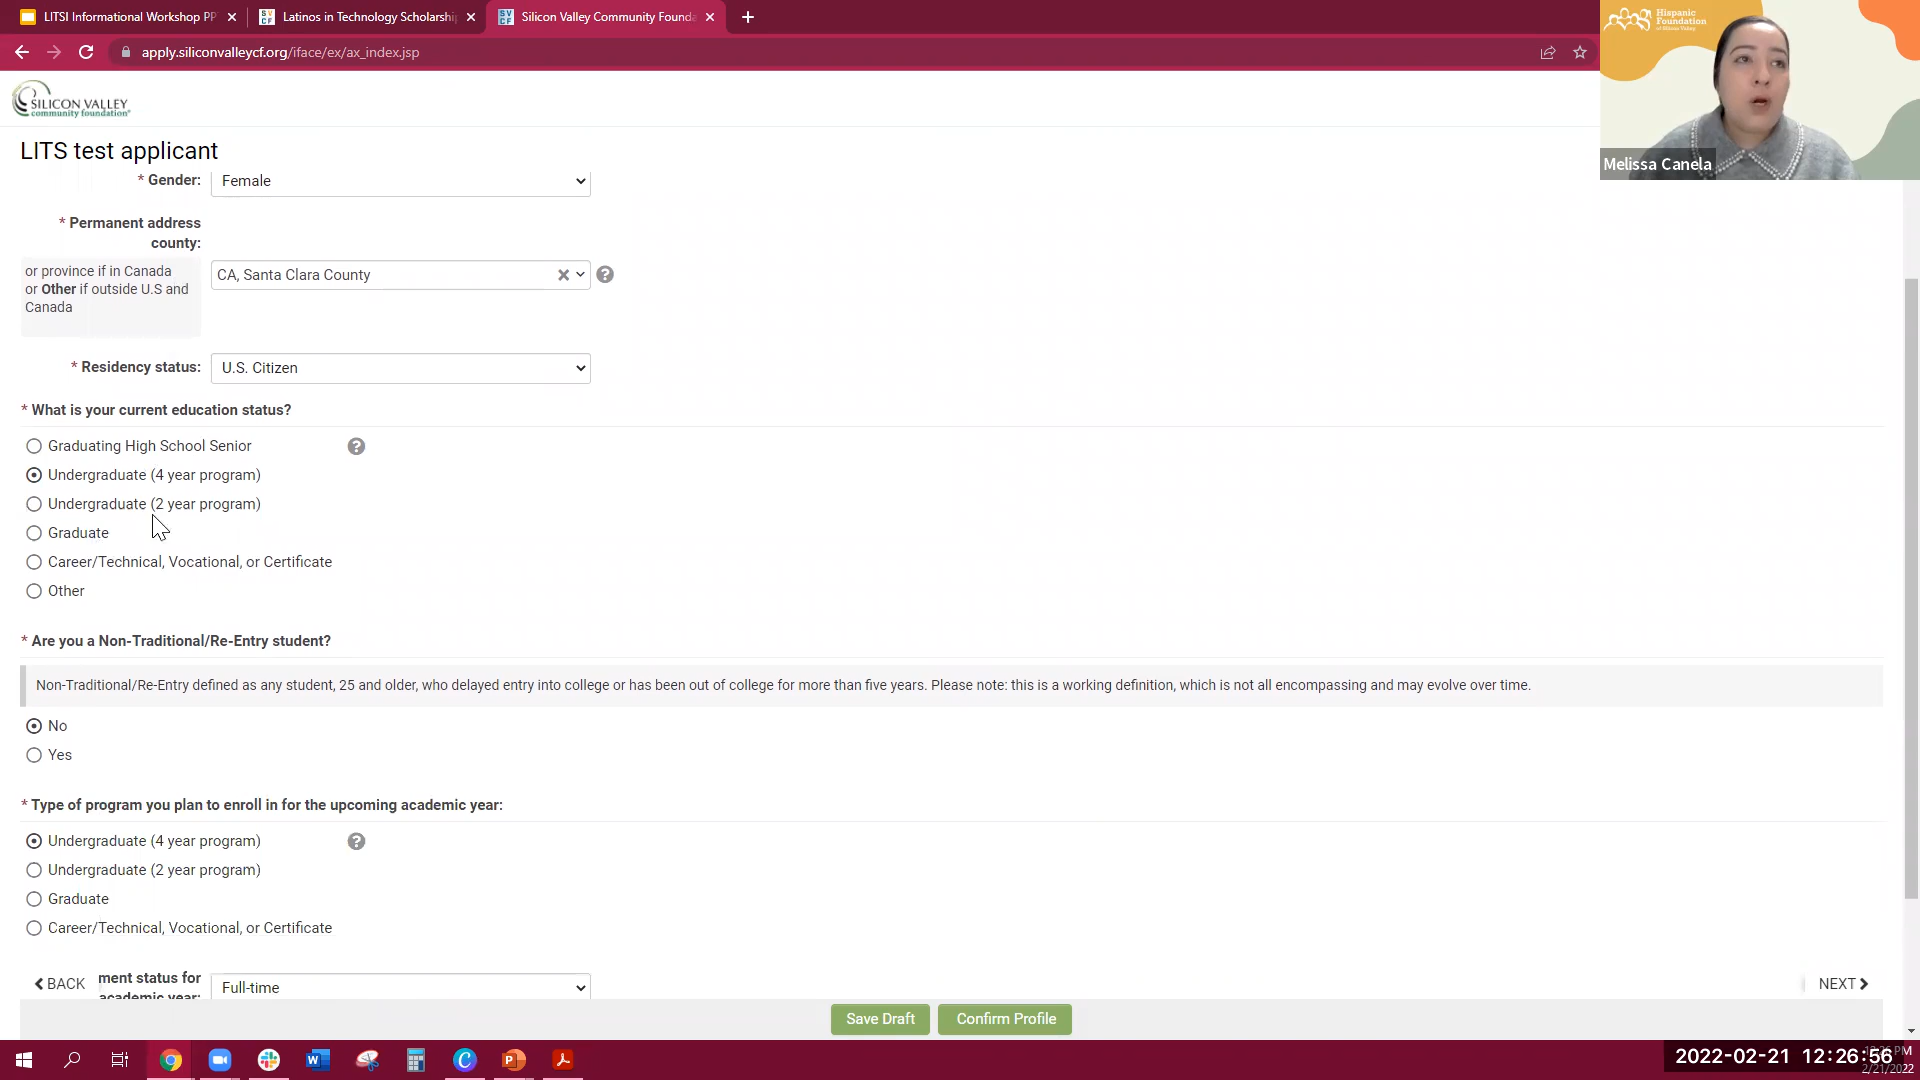 LITSI Informational Workshop PP
Latinos in Technology Scholarship
Silicon Valley Community Founda
apply.siliconvalleycf.org/iface/ex/ax_index.jsp
Hispanic
Foundation
of Silicon Valley
Melissa Canela
SILICON VALLEY
community foundation®
LITS test applicant
* Gender:
Female
* Permanent address
county:
or province if in Canada
or Other if outside U.S and
Canada
CA, Santa Clara County
* Residency status:
U.S. Citizen
* What is your current education status?
Graduating High School Senior
Undergraduate (4 year program)
Undergraduate (2 year program)
Graduate
Career/Technical, Vocational, or Certificate
Other
* Are you a Non-Traditional/Re-Entry student?
Non-Traditional/Re-Entry defined as any student, 25 and older, who delayed entry into college or has been out of college for more than five years. Please note: this is a working definition, which is not all encompassing and may evolve over time.
No
Yes
* Type of program you plan to enroll in for the upcoming academic year:
Undergraduate (4 year program)
Undergraduate (2 year program)
Graduate
Career/Technical, Vocational, or Certificate
BACK
ment status for
academic year:
Full-time
NEXT
Save Draft
Confirm Profile
2022-02-21 12:26:56
PM
2/21/2022